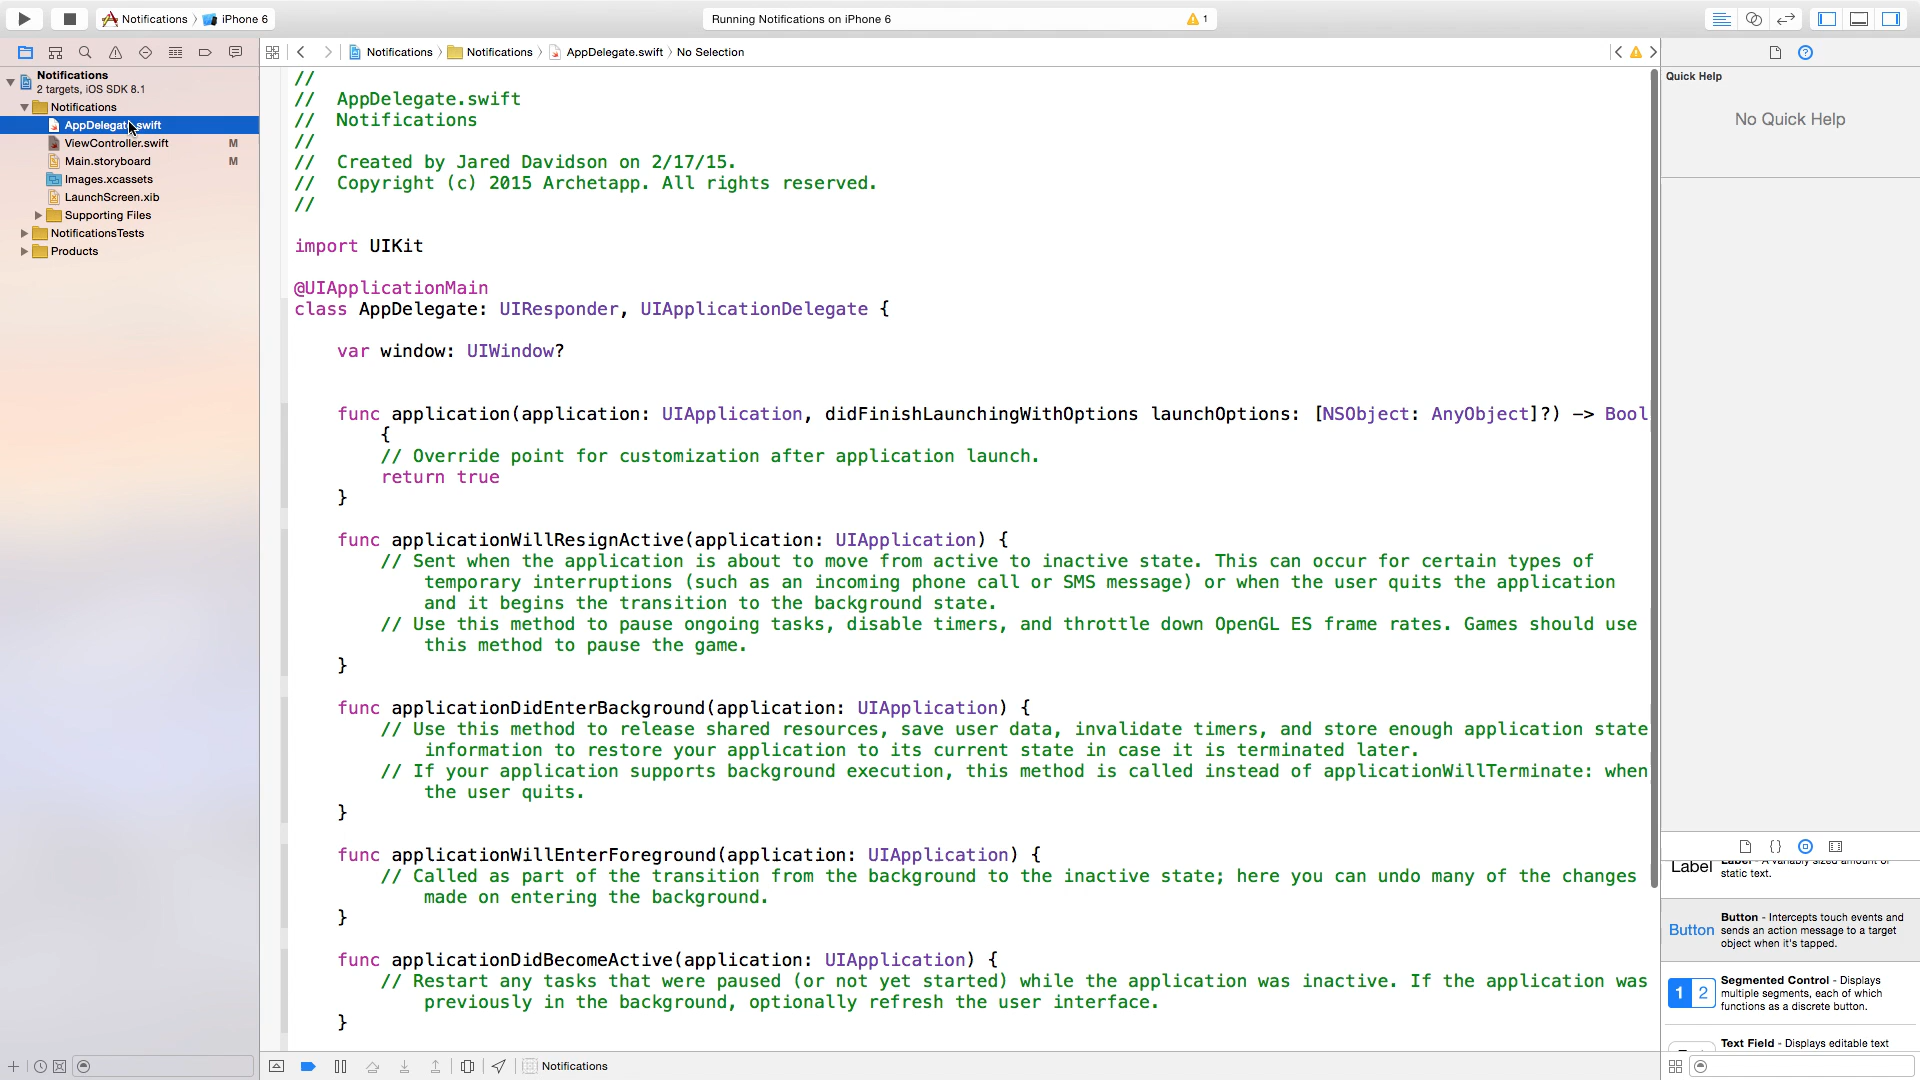 Notifications
iPhone 6
Running Notifications on iPhone 6
1
Notifications
Notifications
AppDelegate.swift
No Selection
Notifications
2 targets, iOS SDK 8.1
Notifications
AppDelegate.swift
ViewController.swift M
Main.storyboard M
Images.xcassets
LaunchScreen.xib
Supporting Files
NotificationsTests
Products
//
// AppDelegate.swift
// Notifications
//
// Created by Jared Davidson on 2/17/15.
// Copyright (c) 2015 Archetapp. All rights reserved.
//
import UIKit
@UIApplicationMain
class AppDelegate: UIResponder, UIApplicationDelegate {
var window: UIWindow?
func application(application: UIApplication, didFinishLaunchingWithOptions launchOptions: [NSObject: AnyObject]?) -> Bool
{
// Override point for customization after application launch.
return true
}
func applicationWillResignActive(application: UIApplication) {
// Sent when the application is about to move from active to inactive state. This can occur for certain types of
temporary interruptions (such as an incoming phone call or SMS message) or when the user quits the application
and it begins the transition to the background state.
// Use this method to pause ongoing tasks, disable timers, and throttle down OpenGL ES frame rates. Games should use
this method to pause the game.
}
func applicationDidEnterBackground(application: UIApplication) {
// Use this method to release shared resources, save user data, invalidate timers, and store enough application state
information to restore your application to its current state in case it is terminated later.
// If your application supports background execution, this method is called instead of applicationWillTerminate: when
the user quits.
}
func applicationWillEnterForeground(application: UIApplication) {
// Called as part of the transition from the background to the inactive state; here you can undo many of the changes
made on entering the background.
}
func applicationDidBecomeActive(application: UIApplication) {
// Restart any tasks that were paused (or not yet started) while the application was inactive. If the application was
previously in the background, optionally refresh the user interface.
}
Notifications
Quick Help
No Quick Help
Label
Label - A variably sized amount of
static text.
Button
Button - Intercepts touch events and
sends an action message to a target
object when it's tapped.
1 2
Segmented Control - Displays
multiple segments, each of which
functions as a discrete button.
Text Field - Displays editable text